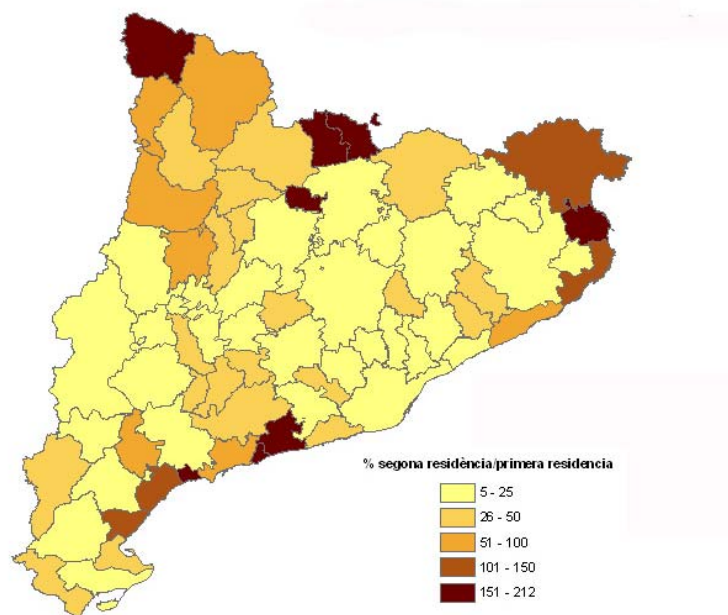 % segona residència/primera residencia
5 - 25
26 - 50
51 - 100
101 - 150
151 - 212